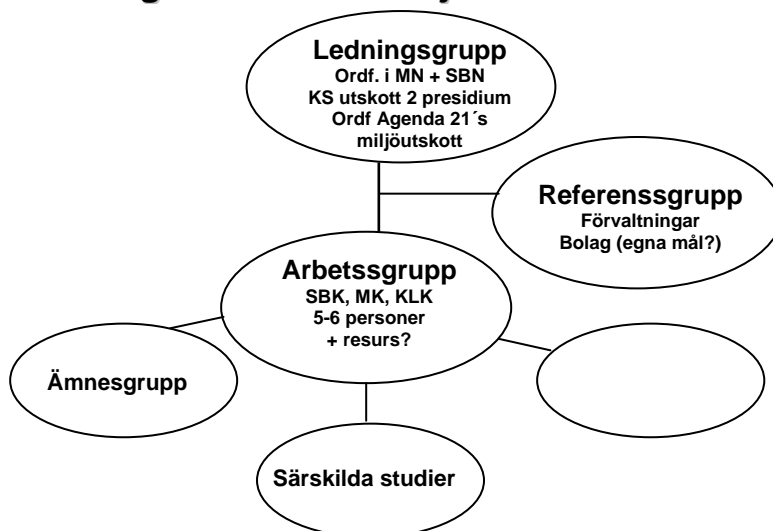 Ledningsgrupp
Ordf. i MN + SBN
KS utskott 2 presidium
Ordf Agenda 21´s
miljöutskott
Referenssgrupp
Förvaltningar
Bolag (egna mål?)
Arbetssgrupp
SBK, MK, KLK
5-6 personer
+ resurs?
Ämnesgrupp
Särskilda studier